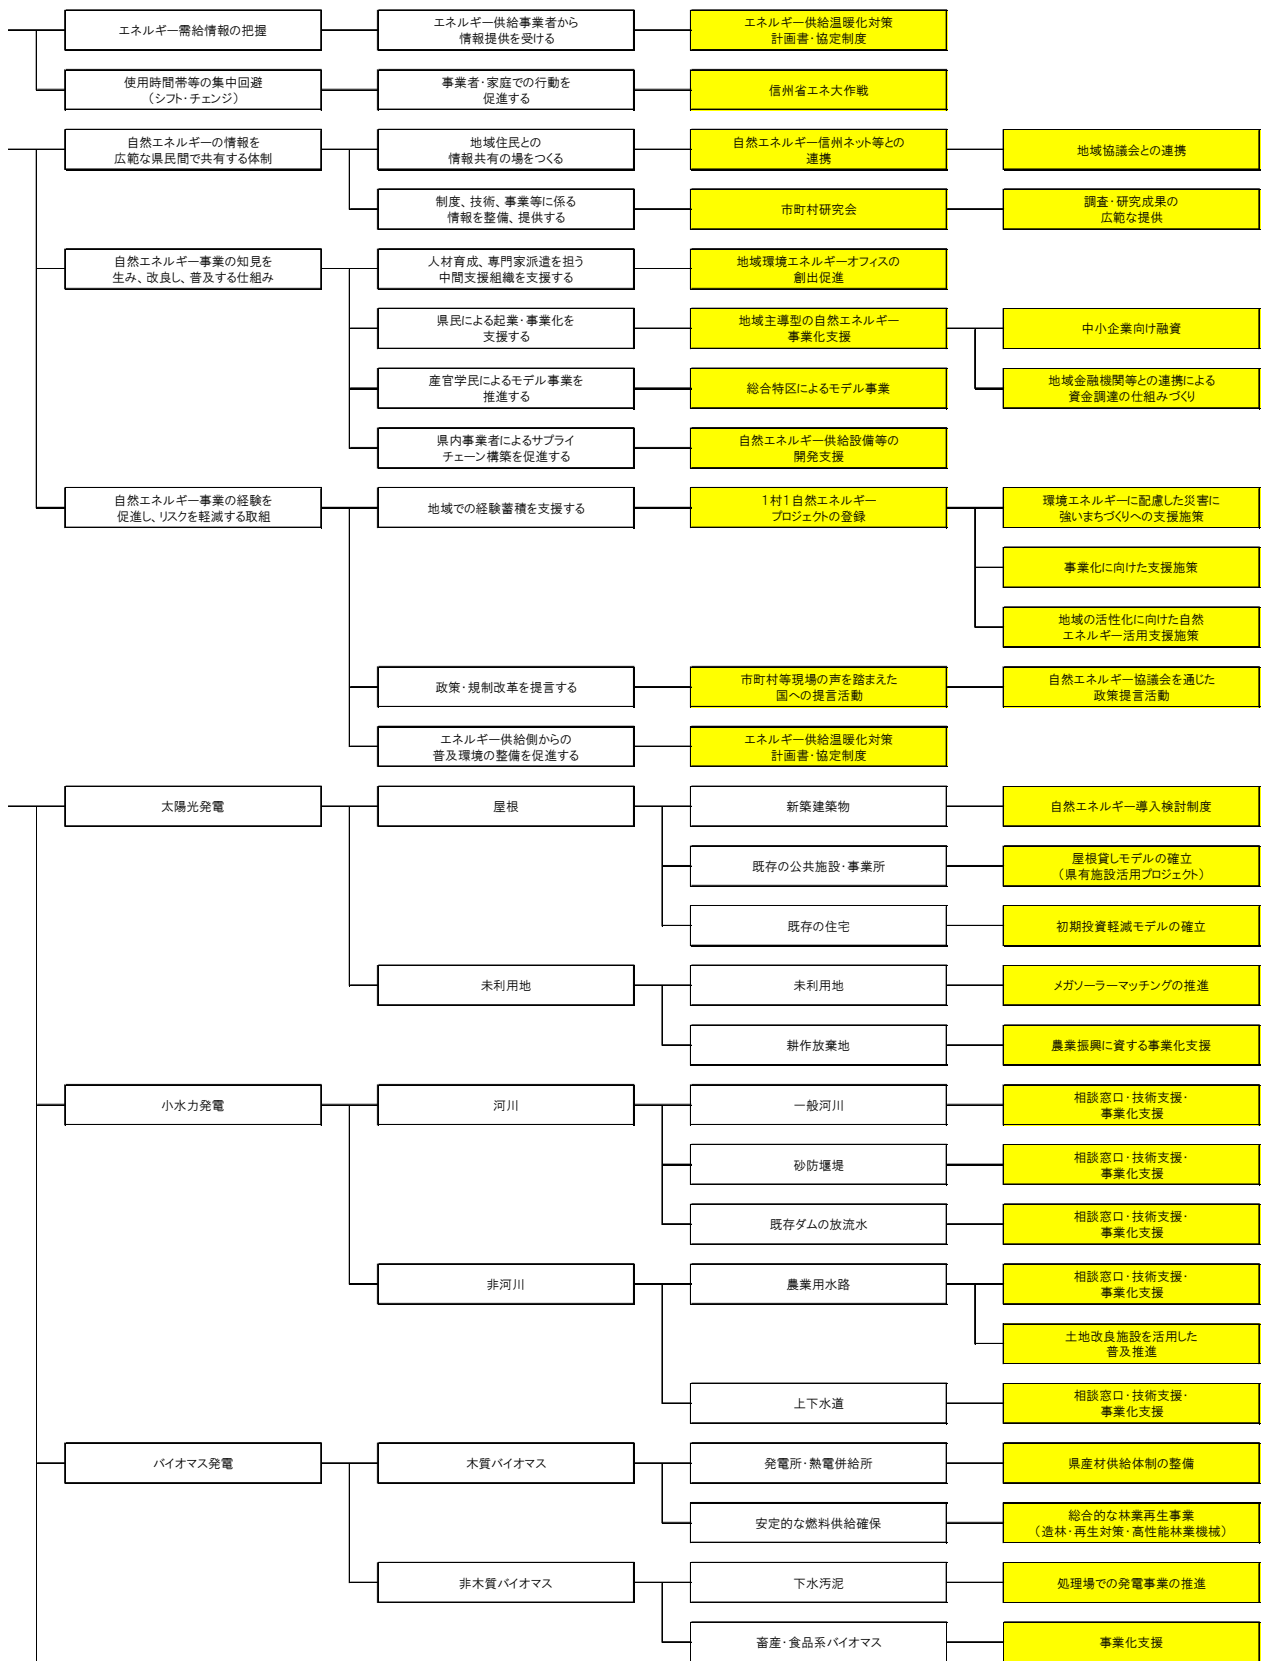 エネルギー需給情報の把握
エネルギー供給事業者から
情報提供を受ける
エネルギー供給温暖化対策
計画書・協定制度
使用時間帯等の集中回避
（シフト・チェンジ）
事業者・家庭での行動を
促進する
信州省エネ大作戦
自然エネルギーの情報を
広範な県民間で共有する体制
地域住民との
情報共有の場をつくる
自然エネルギー信州ネット等との
連携
地域協議会との連携
制度、技術、事業等に係る
情報を整備、提供する
市町村研究会
調査・研究成果の
広範な提供
自然エネルギー事業の知見を
生み、改良し、普及する仕組み
人材育成、専門家派遣を担う
中間支援組織を支援する
地域環境エネルギーオフィスの
創出促進
県民による起業・事業化を
支援する
地域主導型の自然エネルギー
事業化支援
中小企業向け融資
産官学民によるモデル事業を
推進する
総合特区によるモデル事業
地域金融機関等との連携による
資金調達の仕組みづくり
県内事業者によるサプライ
チェーン構築を促進する
自然エネルギー供給設備等の
開発支援
自然エネルギー事業の経験を
促進し、リスクを軽減する取組
地域での経験蓄積を支援する
1村1自然エネルギー
プロジェクトの登録
環境エネルギーに配慮した災害に
強いまちづくりへの支援施策
事業化に向けた支援施策
地域の活性化に向けた自然
エネルギー活用支援施策
政策・規制改革を提言する
市町村等現場の声を踏まえた
国への提言活動
自然エネルギー協議会を通じた
政策提言活動
エネルギー供給側からの
普及環境の整備を促進する
エネルギー供給温暖化対策
計画書・協定制度
太陽光発電
屋根
新築建築物
自然エネルギー導入検討制度
既存の公共施設・事業所
屋根貸しモデルの確立
（県有施設活用プロジェクト）
既存の住宅
初期投資軽減モデルの確立
未利用地
未利用地
メガソーラーマッチングの推進
耕作放棄地
農業振興に資する事業化支援
小水力発電
河川
一般河川
相談窓口・技術支援・
事業化支援
砂防堰堤
相談窓口・技術支援・
事業化支援
既存ダムの放流水
相談窓口・技術支援・
事業化支援
非河川
農業用水路
相談窓口・技術支援・
事業化支援
土地改良施設を活用した
普及推進
上下水道
相談窓口・技術支援・
事業化支援
バイオマス発電
木質バイオマス
発電所・熱電併給所
県産材供給体制の整備
安定的な燃料供給確保
総合的な林業再生事業
（造林・再生対策・高性能林業機械）
非木質バイオマス
下水汚泥
処理場での発電事業の推進
畜産・食品系バイオマス
事業化支援